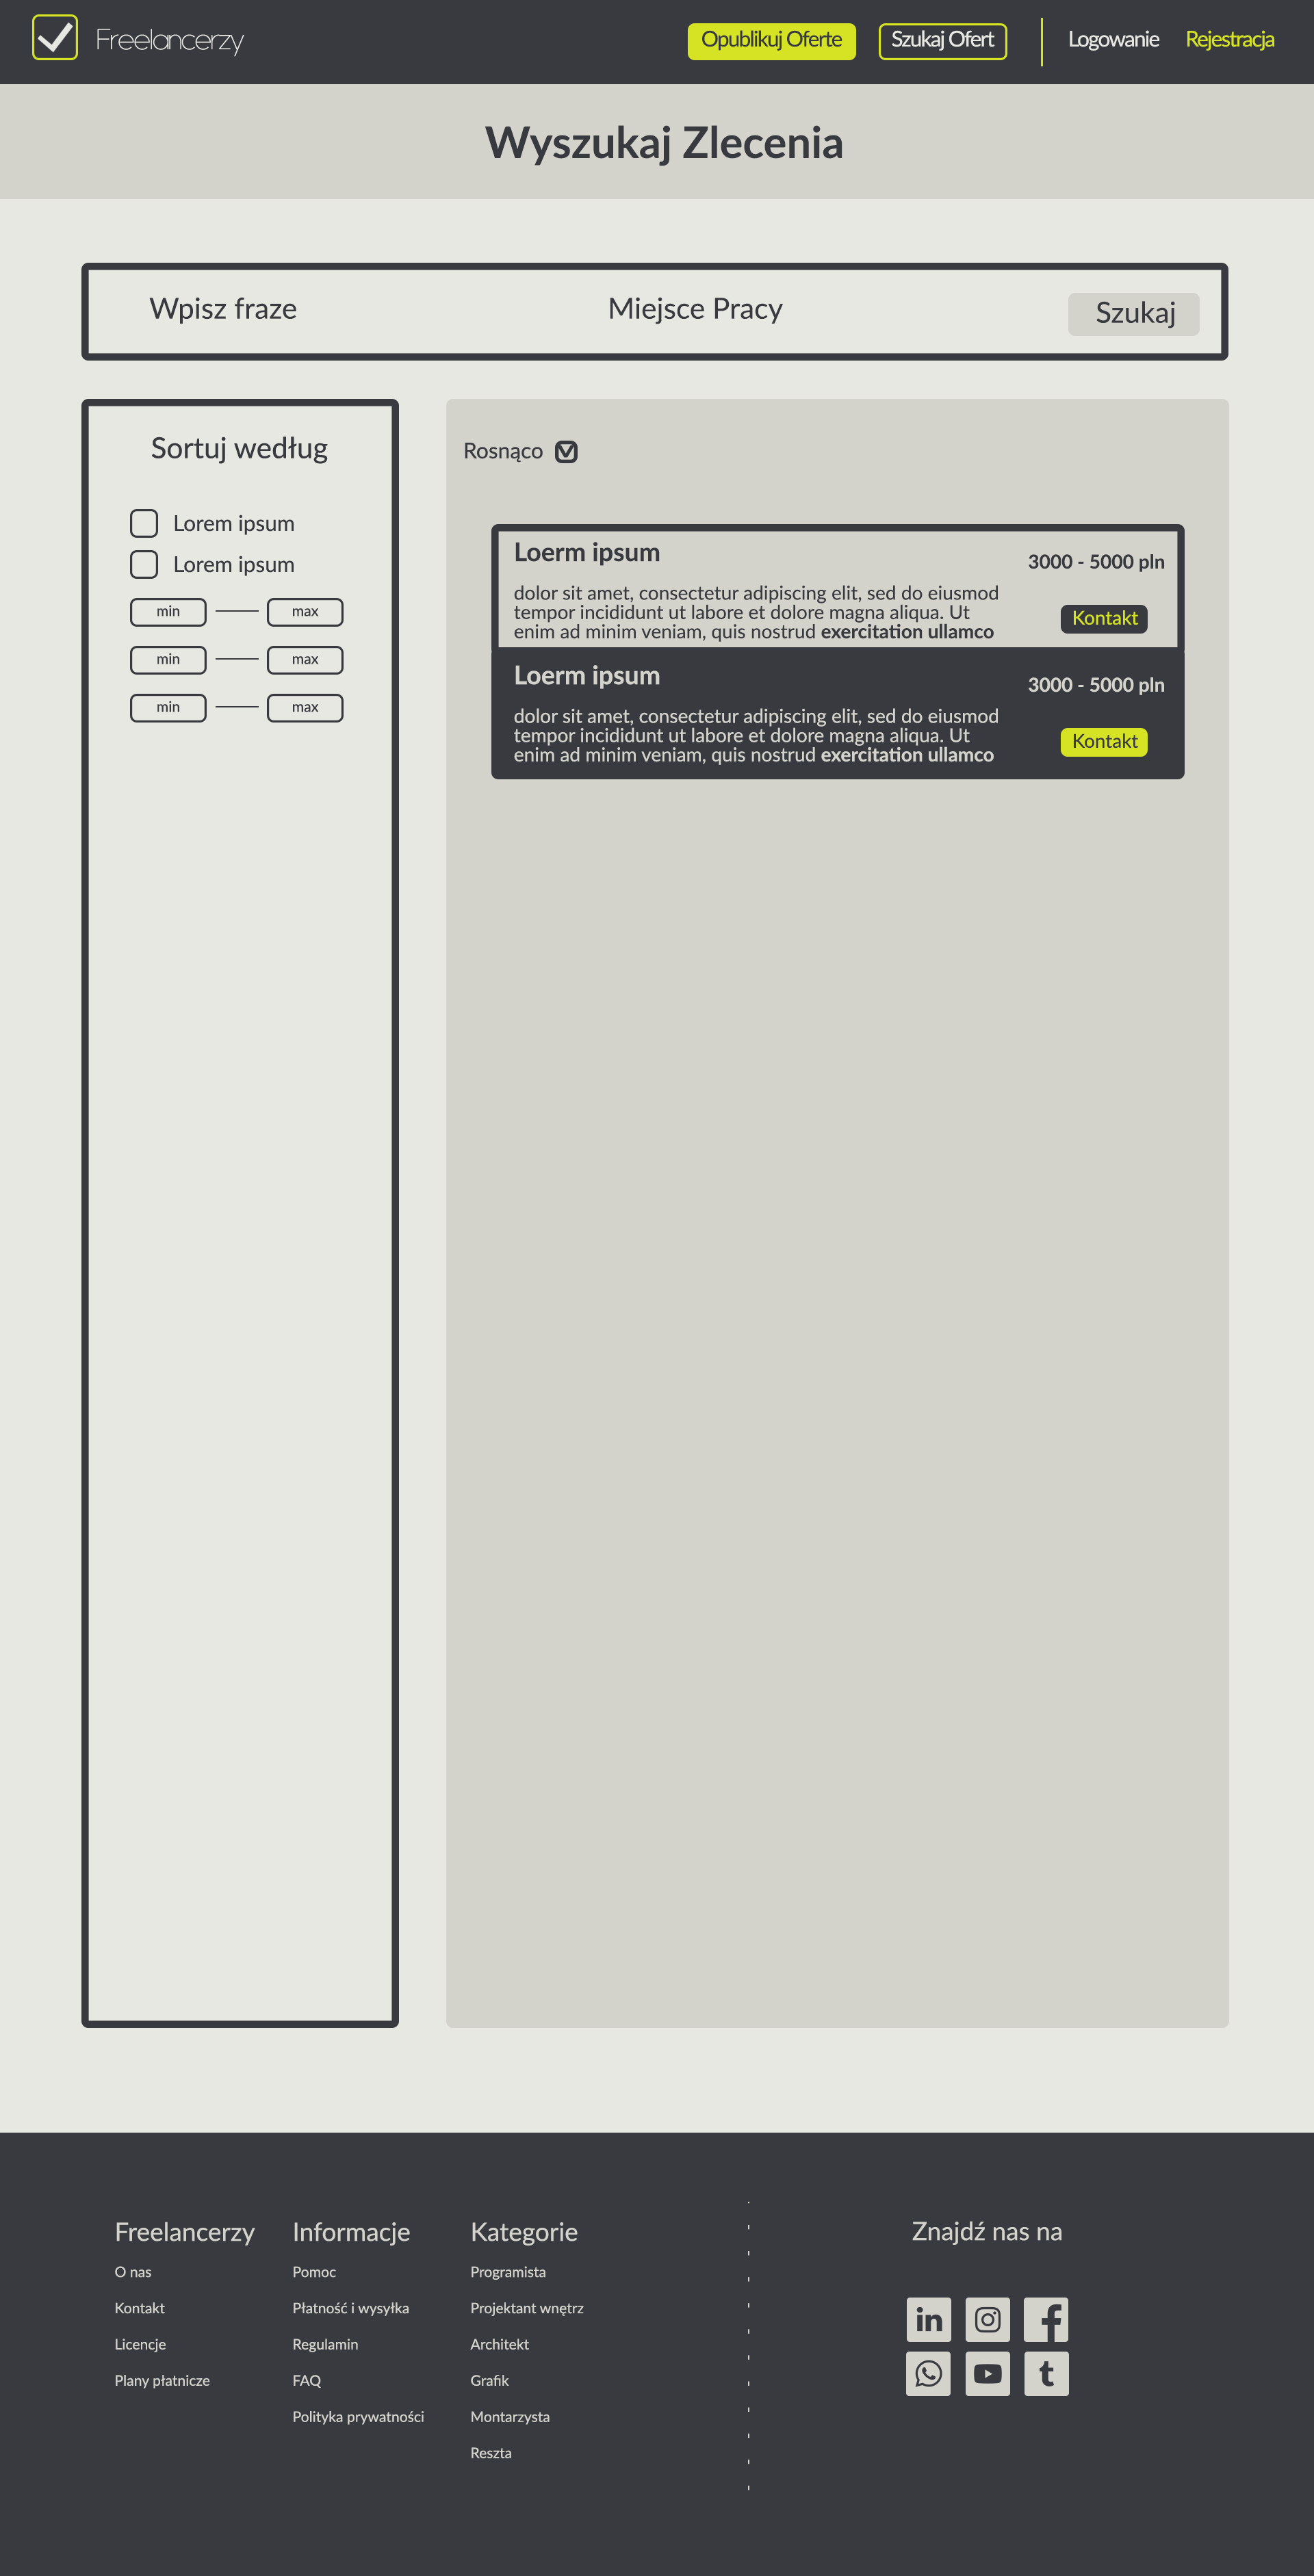 Freelancerzy
Opublikuj Oferte
Szukaj Ofert
Logowanie
Rejestracja
Wyszukaj Zlecenia
Wpisz fraze
Miejsce Pracy
Szukaj
Sortuj według
Lorem ipsum
Lorem ipsum
min
max
min
max
min
max
Rosnąco
Loerm ipsum
3000 - 5000 pln
dolor sit amet, consectetur adipiscing elit, sed do eiusmod
tempor incididunt ut labore et dolore magna aliqua. Ut
enim ad minim veniam, quis nostrud exercitation ullamco
Kontakt
Loerm ipsum
3000 - 5000 pln
dolor sit amet, consectetur adipiscing elit, sed do eiusmod
tempor incididunt ut labore et dolore magna aliqua. Ut
enim ad minim veniam, quis nostrud exercitation ullamco
Kontakt
Freelancerzy
O nas
Kontakt
Licencje
Plany płatnicze
Informacje
Pomoc
Płatność i wysyłka
Regulamin
FAQ
Polityka prywatności
Kategorie
Programista
Projektant wnętrz
Architekt
Grafik
Montarzysta
Reszta
Znajdź nas na